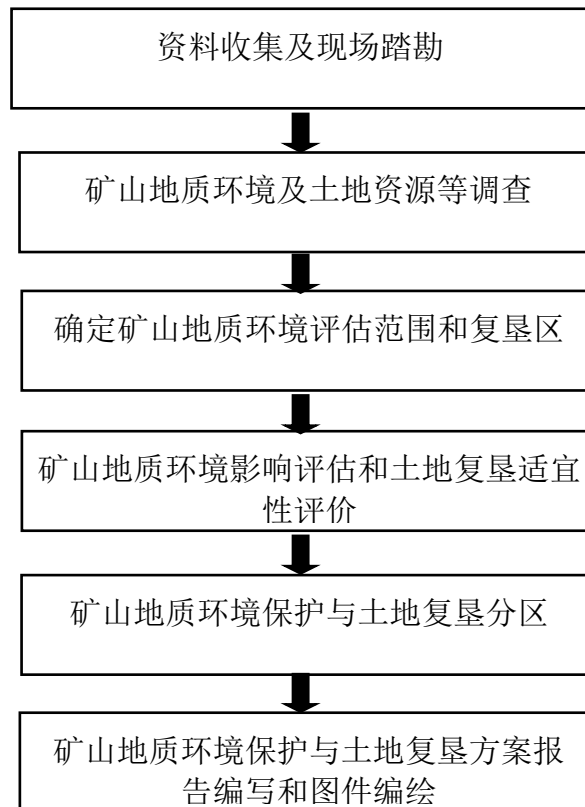 资料收集及现场踏勘
矿山地质环境及土地资源等调查
确定矿山地质环境评估范围和复垦区
矿山地质环境影响评估和土地复垦适宜
性评价
矿山地质环境保护与土地复垦分区
矿山地质环境保护与土地复垦方案报
告编写和图件编绘